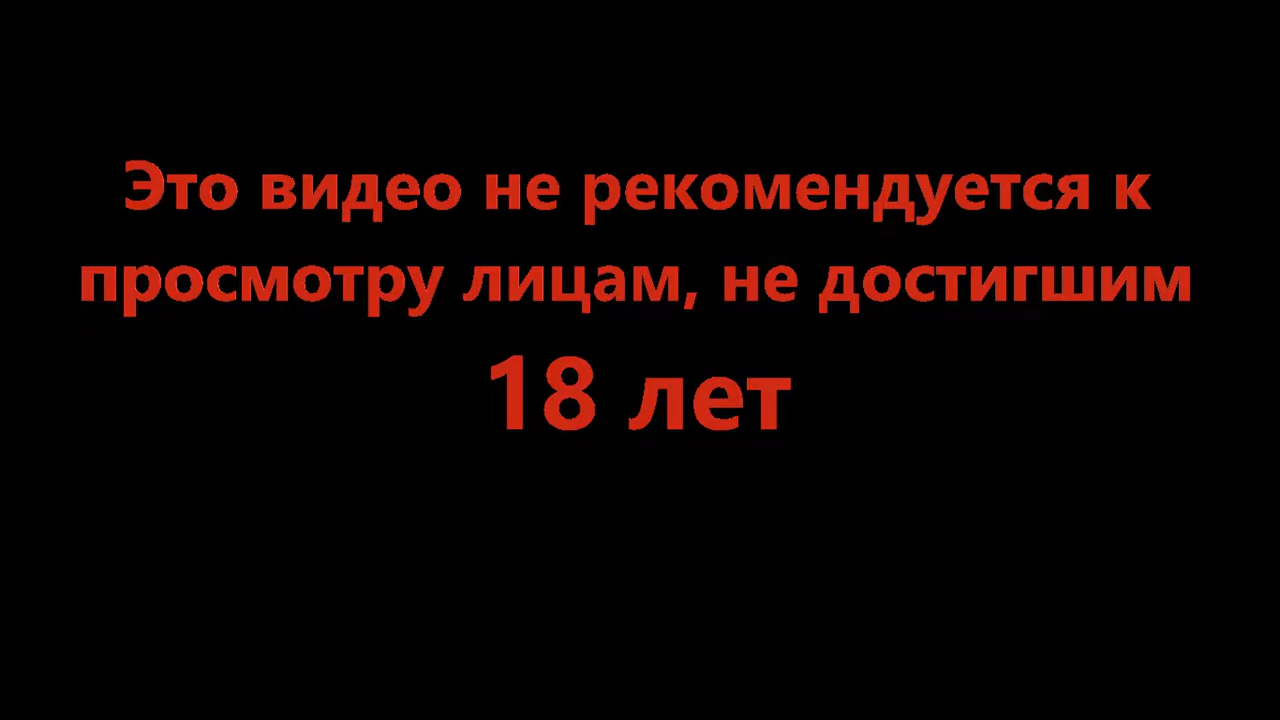 Это видео не рекомендуется к
просмотру лицам, не достигшим
18 лет